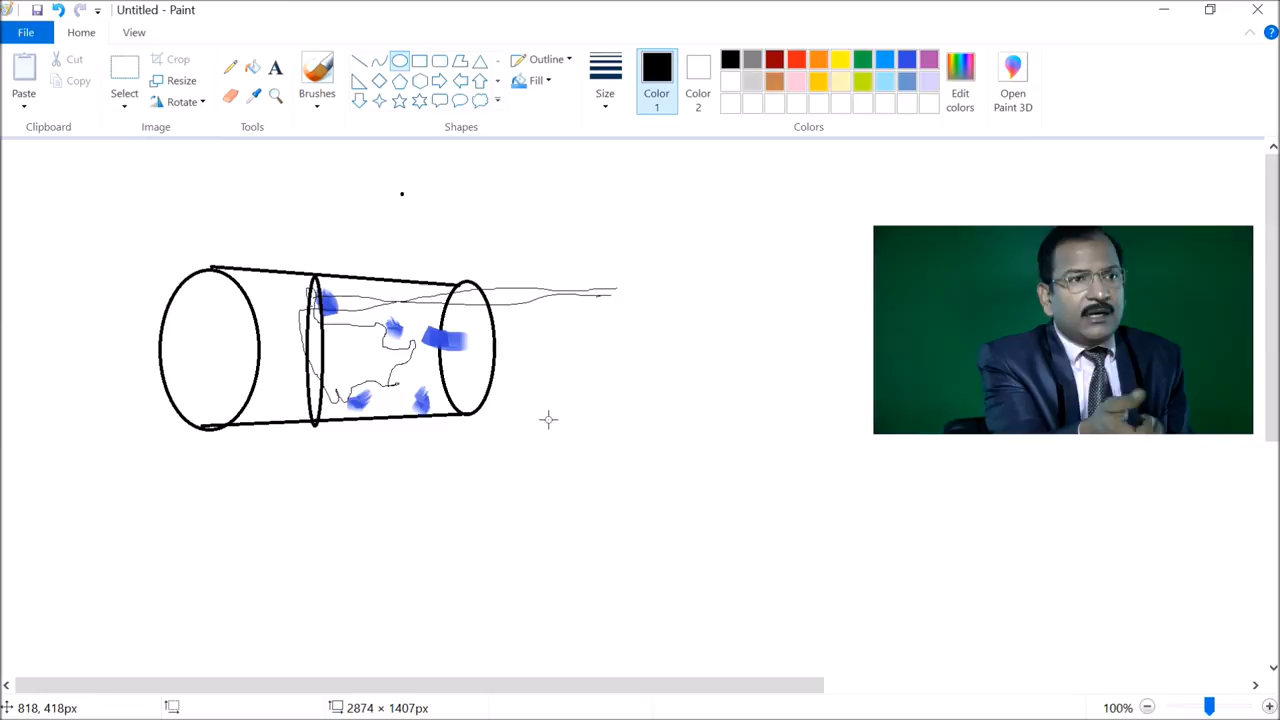 Untitled - Paint
File
Home
View
Paste
Cut
Copy
Clipboard
Select
Crop
Resize
Rotate
Image
A
Tools
Brushes
Outline
Fill
Shapes
Size
Color 1
Color 2
Edit colors
Open Paint 3D
Colors
?
818, 418px
2874 × 1407px
100%